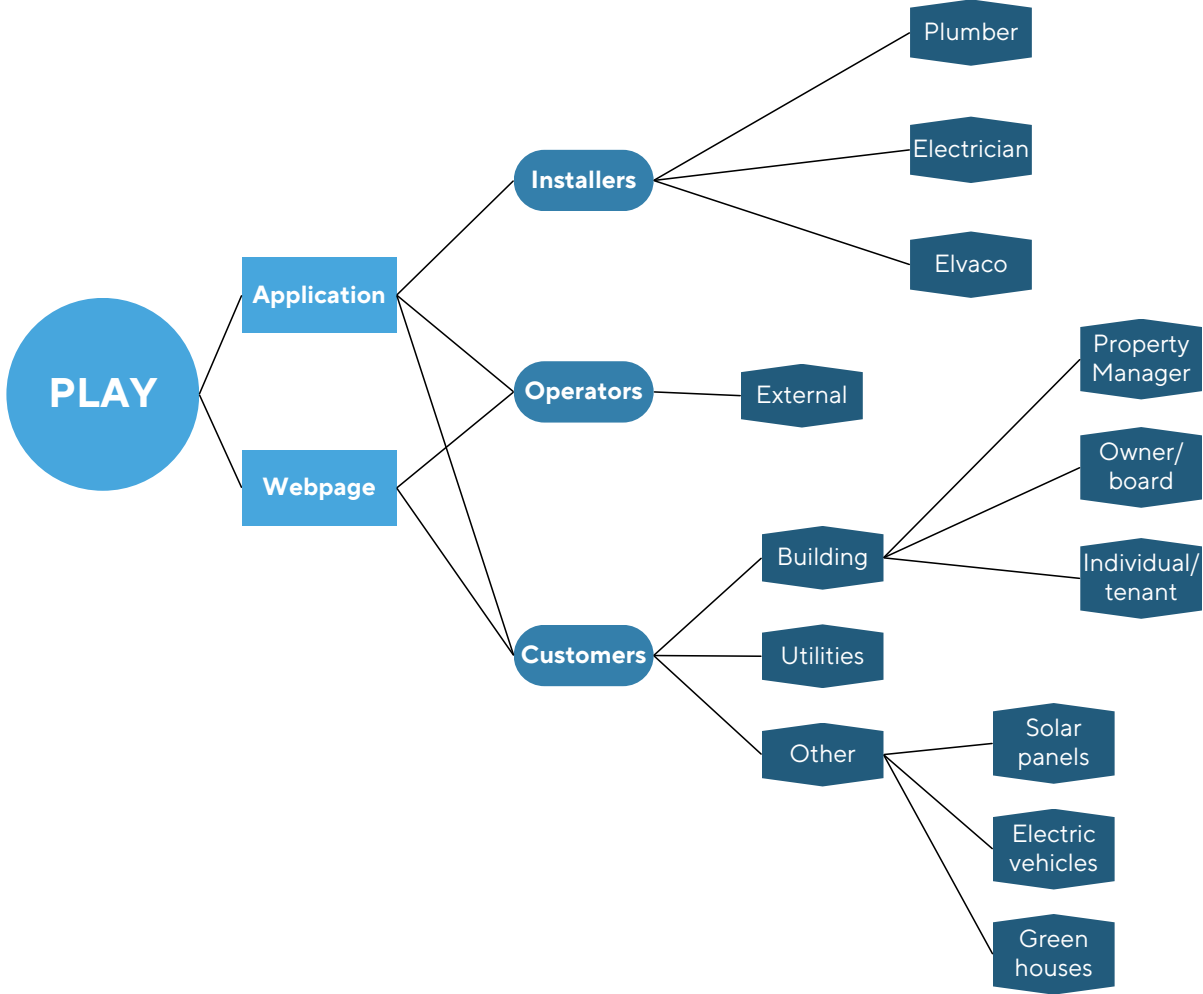 PLAY
Application
Webpage
Installers
Operators
Customers
Plumber
Electrician
Elvaco
External
Building
Utilities
Other
Property
Manager
Owner/
board
Individual/
tenant
Solar
panels
Electric
vehicles
Green
houses